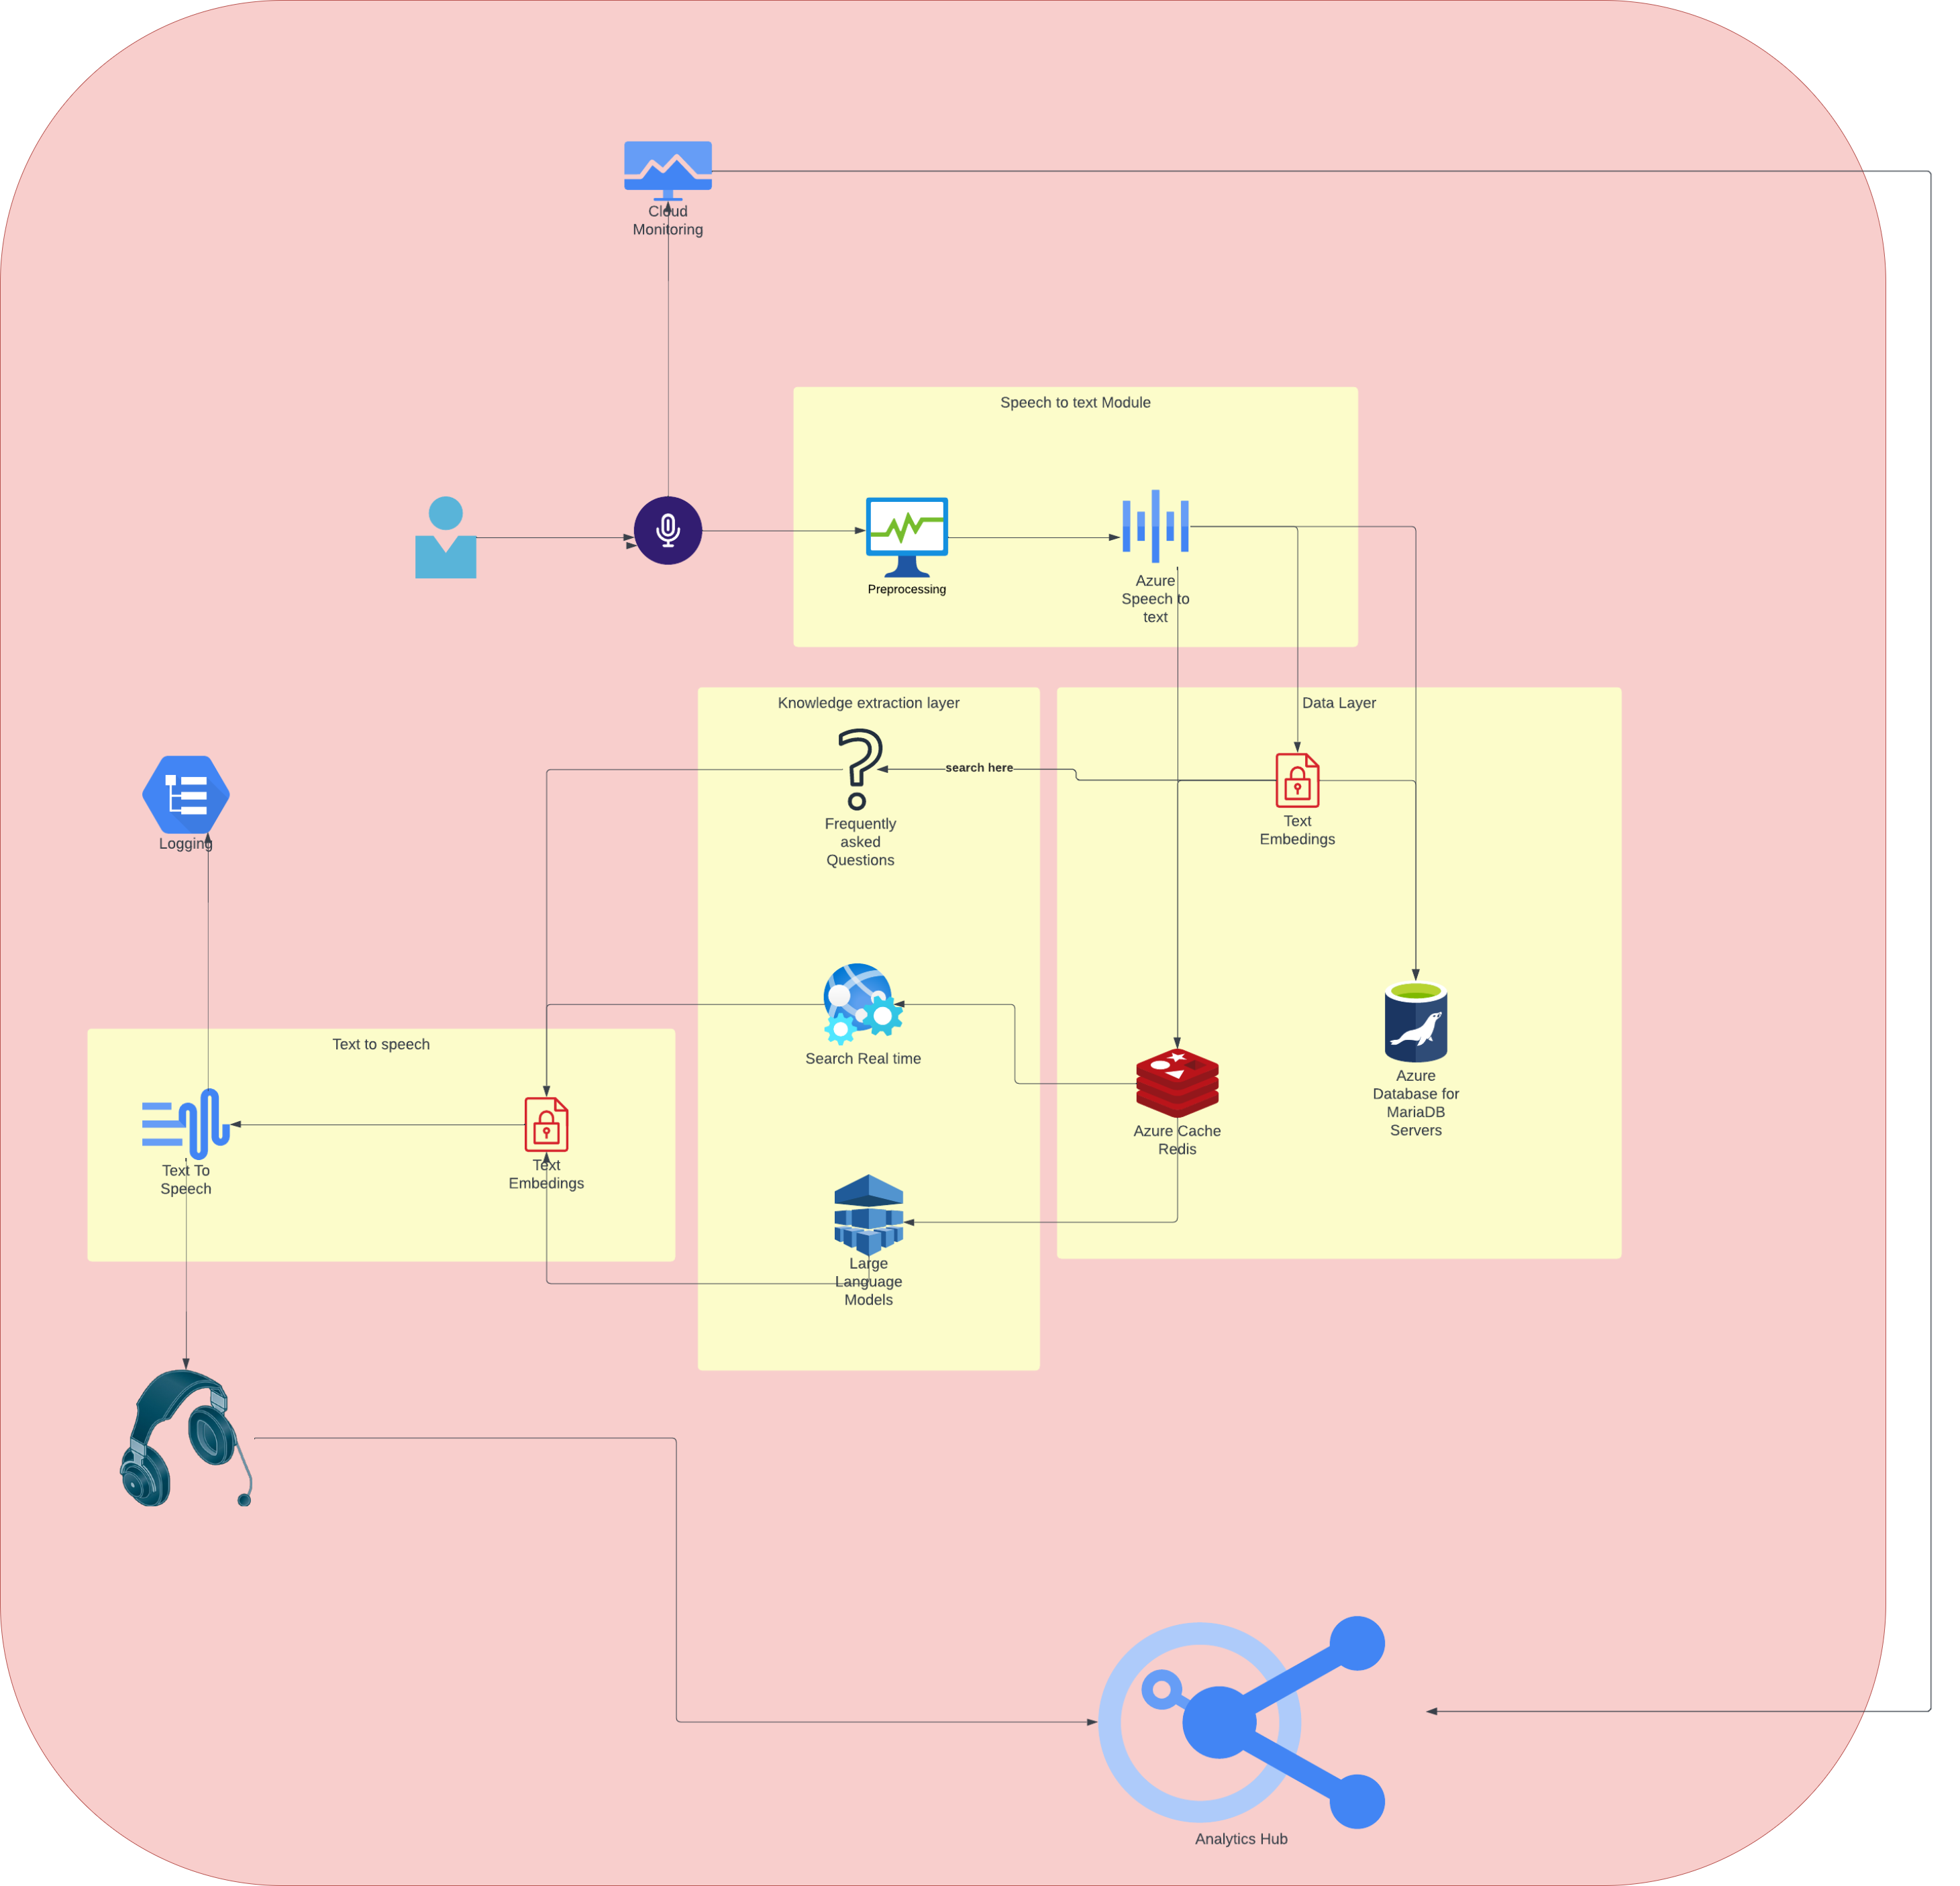 Cloud
Monitoring
Speech to text Module
Preprocessing
Azure
Speech to
text
Knowledge extraction layer
Data Layer
search here
Frequently
asked
Questions
Text
Embedings
Logging
Search Real time
Azure
Database for
MariaDB
Servers
Azure Cache
Redis
Text to speech
Text To
Speech
Text
Embedings
Large
Language
Models
Analytics Hub